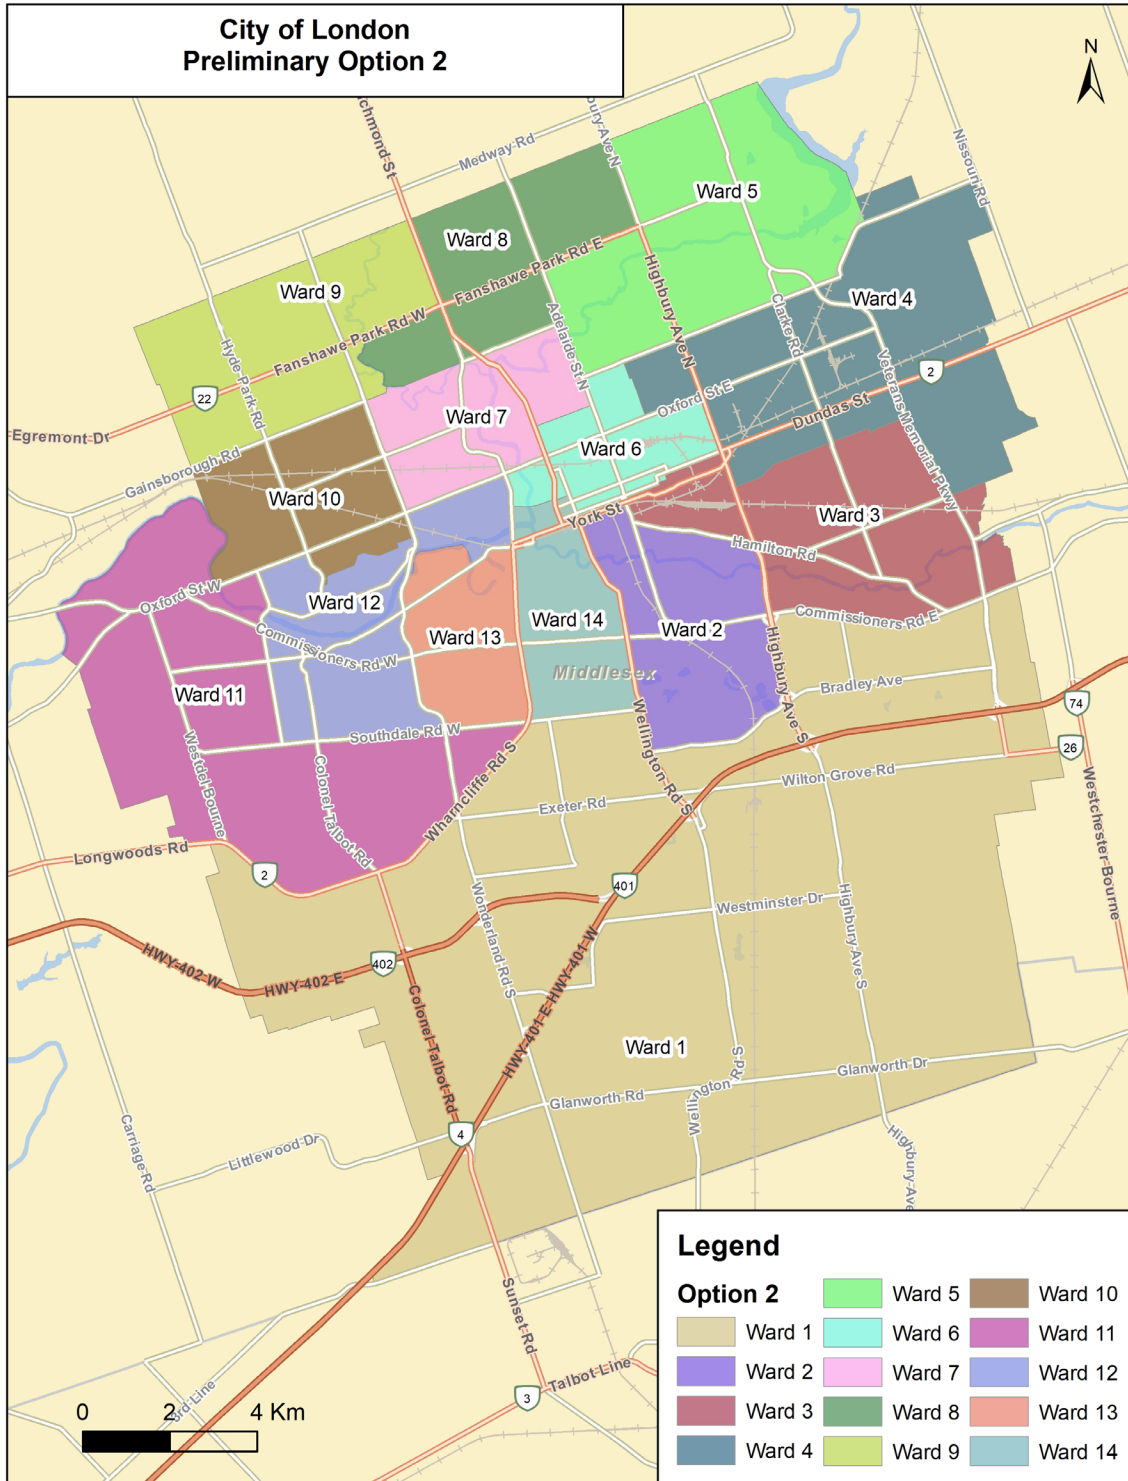 City of London
Preliminary Option 2
N
Medway Rd
Nissouri Rd
Ward 5
Ward 8
Fanshawe Park Rd E
Ward 9
Highbury Ave N
Ward 4
Fanshawe Park Rd W
Adelaide St N
Clarke Rd
Hyde Park Rd
Veterans Memorial Pkwy
2
22
Oxford St E
Dundas St
Egremont Dr
Ward 7
Ward 6
Gainsborough Rd
Ward 10
York St
Ward 3
Hamilton Rd
Oxford St W
Ward 12
Commissioners Rd W
Ward 13
Ward 14
Ward 2
Commissioners Rd E
Middlesex
Ward 11
Bradley Ave
Highbury Ave S
74
Southdale Rd W
Wellington Rd S
26
Westdel Bourne
Colonel Talbot Rd
Wharncliffe Rd S
Exeter Rd
Wilton Grove Rd
Westchester Bourne
Longwoods Rd
2
401
Wonderland Rd S
Westminster Dr
Highbury Ave S
HWY-402 W
HWY-402 E
402
HWY-401 E
HWY-401 W
Colonel Talbot Rd
Ward 1
Glanworth Rd
Wellington Rd S
Glanworth Dr
Carriage Rd
Littlewood Dr
4
Highbury Ave
Sunset Rd
3rd Line
Talbot Line
3
0 2 4 Km
Legend
Option 2
Ward 1
Ward 2
Ward 3
Ward 4
Ward 5
Ward 6
Ward 7
Ward 8
Ward 9
Ward 10
Ward 11
Ward 12
Ward 13
Ward 14